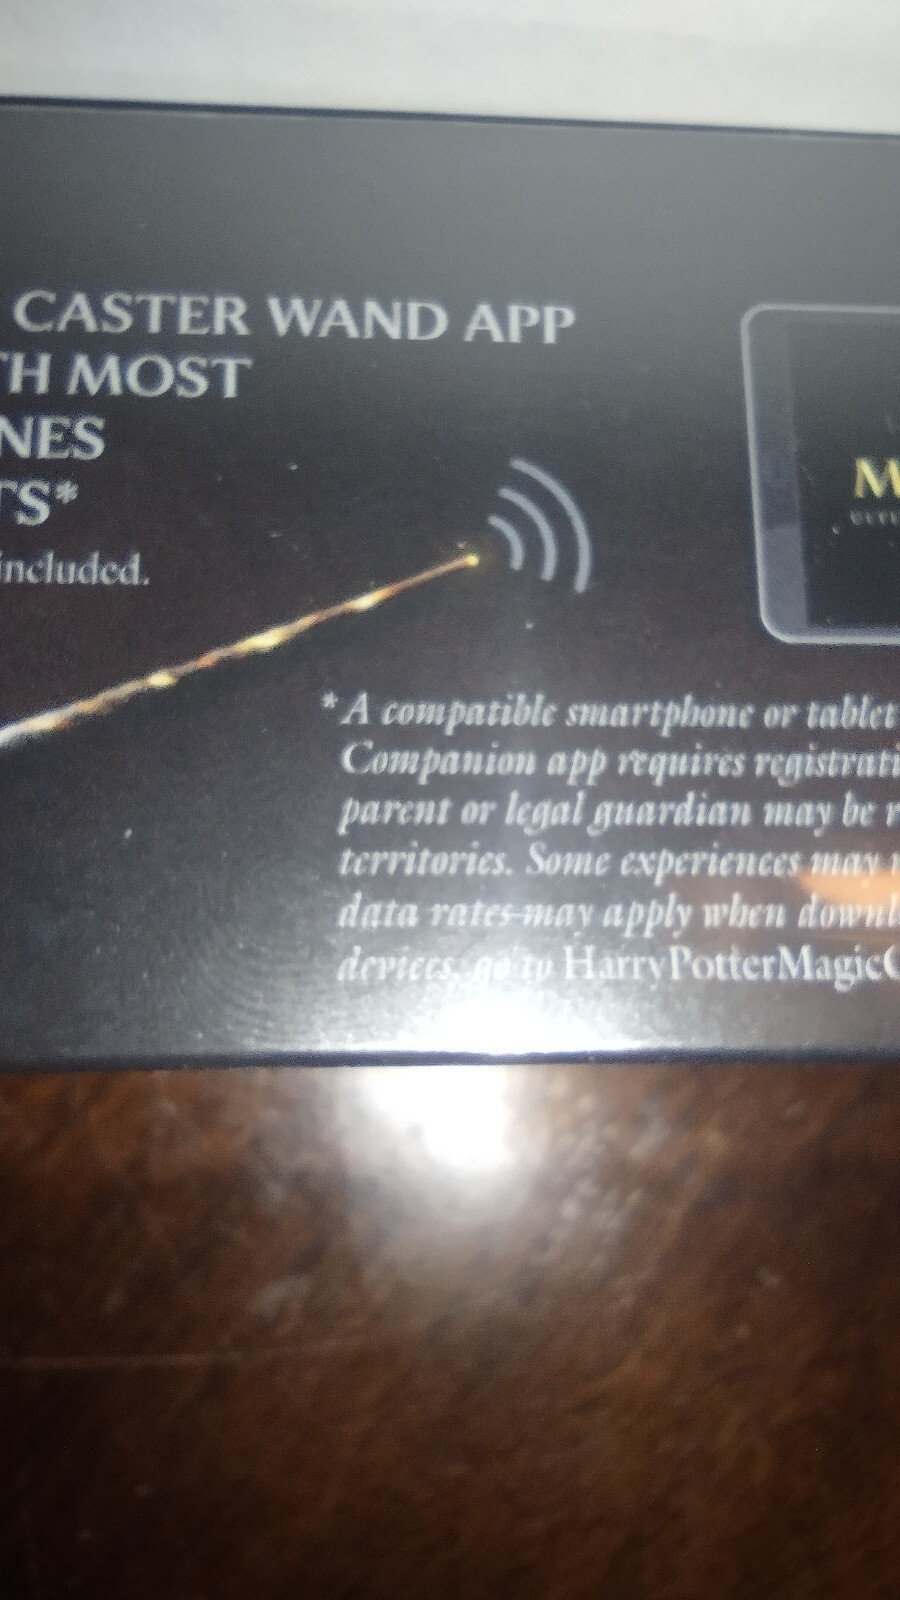 CASTER WAND APP
TH MOST
NES
TS*
included.
M
*A compatible smartphone or tablet
Companion app requires registrati
parent or legal guardian may be r
territories. Some experiences may
data rates may apply when downl
devices, go to HarryPotterMagicC